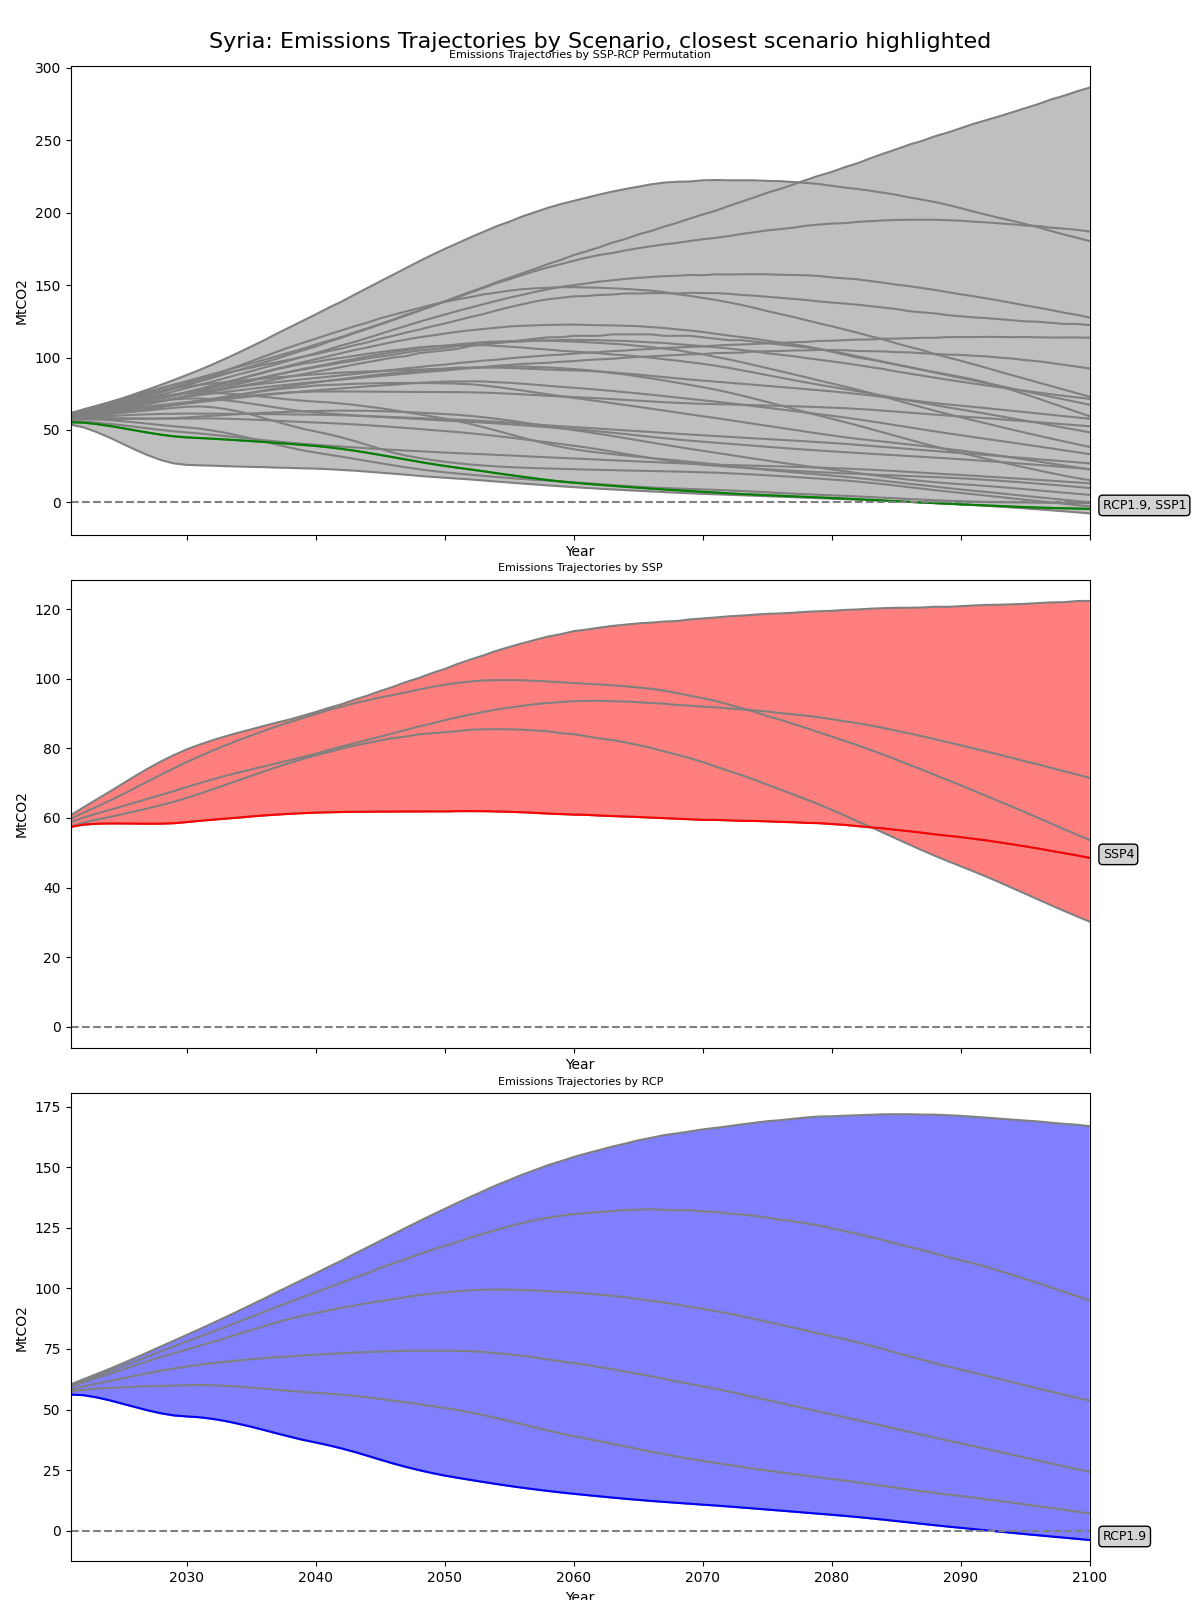 Syria: Emissions Trajectories by Scenario, closest scenario highlighted
Emissions Trajectories by SSP-RCP Permutation
300
250
200
150
100
50
0
MtCO2
RCP1.9, SSP1
Year
Emissions Trajectories by SSP
120
100
80
60
40
20
0
MtCO2
SSP4
Year
Emissions Trajectories by RCP
175
150
125
100
75
50
25
0
MtCO2
RCP1.9
2030 2040 2050 2060 2070 2080 2090 2100
Year